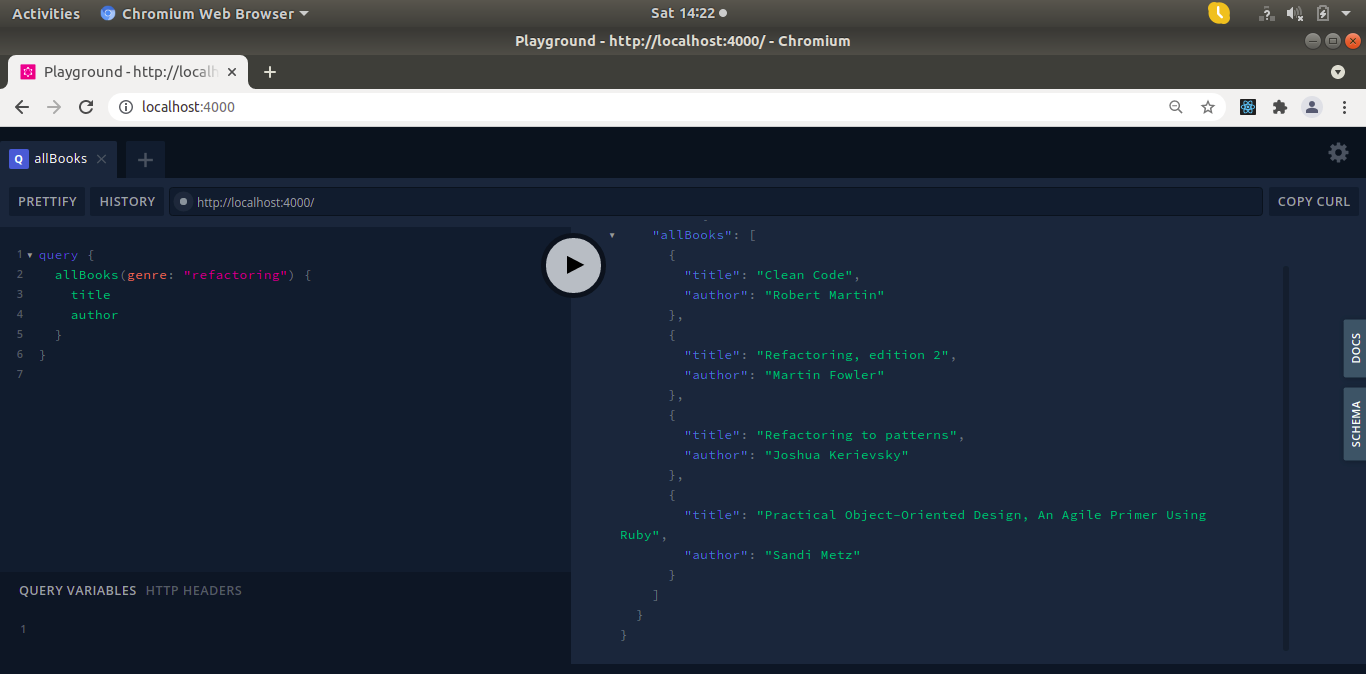 Activities
Chromium Web Browser
Sat 14:22
Playground - http://localhost:4000/ - Chromium
Playground - http://localh
localhost:4000
Q allBooks
PRETTIFY
HISTORY
http://localhost:4000/
COPY CURL
1 query {
2 allBooks(genre: "refactoring") {
3 title
4 author
5 }
6 }
7
"allBooks": [
{
"title": "Clean Code",
"author": "Robert Martin"
},
{
"title": "Refactoring, edition 2",
"author": "Martin Fowler"
},
{
"title": "Refactoring to patterns",
"author": "Joshua Kerievsky"
},
{
"title": "Practical Object-Oriented Design, An Agile Primer Using
Ruby",
"author": "Sandi Metz"
}
]
}
}
DOCS
SCHEMA
QUERY VARIABLES
HTTP HEADERS
1